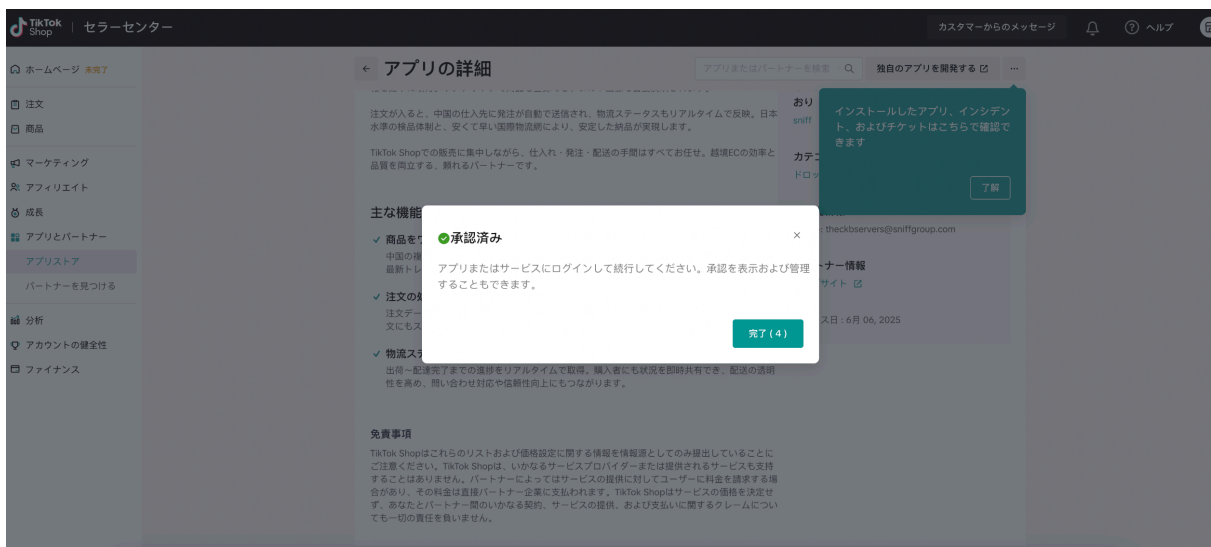 TikTok Shop セラーセンター
カスタマーからのメッセージ
ヘルプ
ホームページ 未完了
注文
商品
マーケティング
アフィリエイト
成長
アプリとパートナー
アプリストア
パートナーを見つける
分析
アカウントの健全性
ファイナンス
アプリの詳細
アプリまたはパートナーを検索
独自のアプリを開発する
注文が入ると、中国の仕入先に発注が自動で送信され、物流ステータスもリアルタイムで反映。日本
水準の検品体制と、安くて早い国際物流網により、安定した納品が実現します。
TikTok Shopでの販売に集中しながら、仕入れ・発注・配送の手間はすべてお任せ。越境ECの効率と
品質を両立する、頼れるパートナーです。
主な機能
商品を
中国の
最新トレ
注文の
注文デー
文にもス
物流ス
出荷〜配達完了までの進捗をリアルタイムで取得。購入者にも状況を即時共有でき、配送の透明
性を高め、問い合わせ対応や信頼性向上にもつながります。
免責事項
TikTok Shopはこれらのリストおよび価格設定に関する情報を情報源としてのみ提出していることに
ご注意ください。TikTok Shopは、いかなるサービスプロバイダーまたは提供されるサービスも支持
することはありません。パートナーによってはサービスの提供に対してユーザーに料金を請求する場
合があり、その料金は直接パートナー企業に支払われます。TikTok Shopはサービスの価格を決定せ
ず、あなたとパートナー間のいかなる契約、サービスの提供、および支払いに関するクレームについ
ても一切の責任を負いません。
おり
sniff
カテゴ
ドロッ
インストールしたアプリ、インシデン
ト、およびチケットはこちらで確認で
きます
了解
: theckbservers@sniffgroup.com
ナー情報
サイト
ス日 : 6月 06, 2025
承認済み
アプリまたはサービスにログインして続行してください。承認を表示および管理
することもできます。
完了 ( 4 )